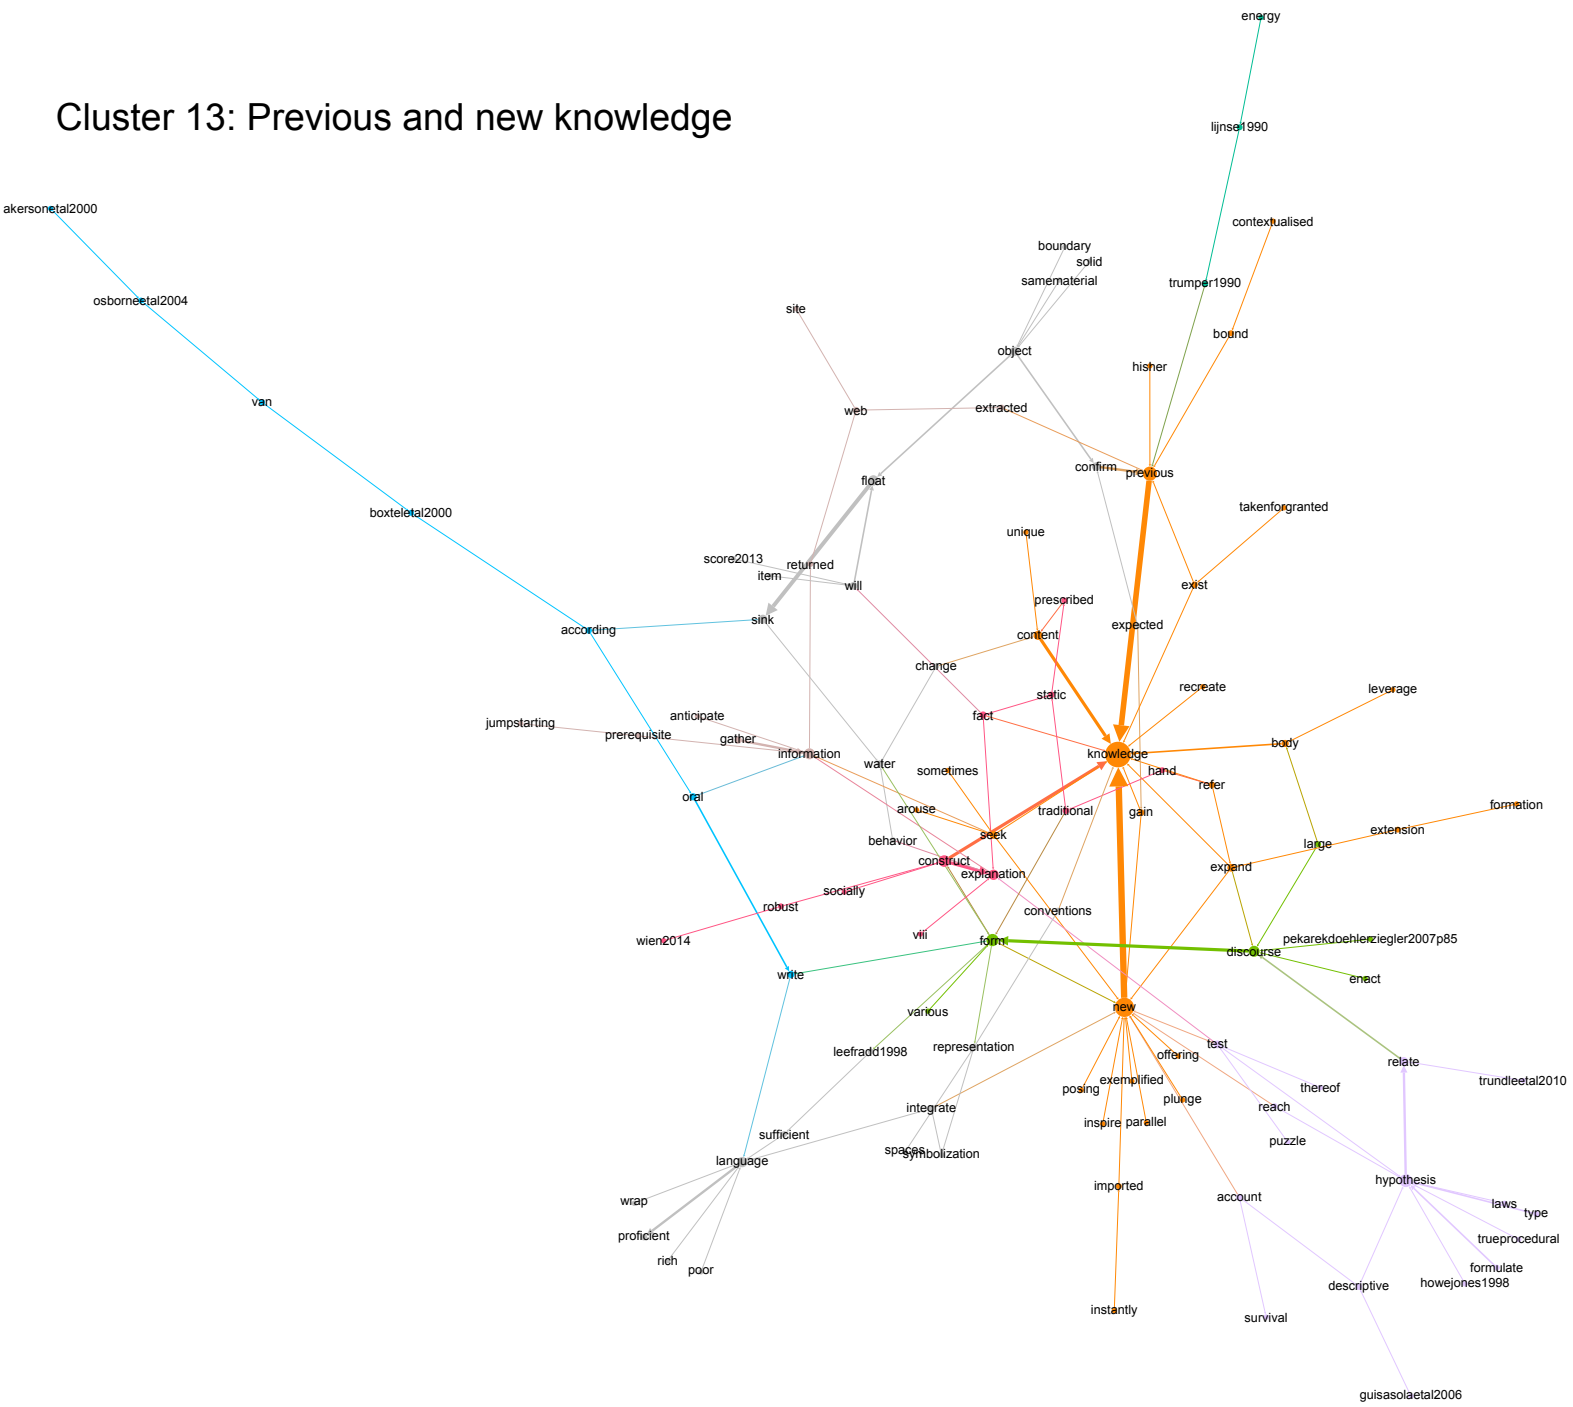 energy
Cluster 13: Previous and new knowledge
lijnse1990
akersonetal2000
contextualised
boundary
solid
samematerial
trumper1990
osborneetal2004
site
bound
object
hisher
van
web
extracted
confirm
previous
float
boxteletal2000
takenforgranted
unique
score2013
returned
item
will
exist
prescribed
sink
according
content
expected
change
recreate
leverage
static
jumpstarting
anticipate
fact
prerequisite
gather
information
knowledge
body
water
sometimes
hand
refer
oral
arouse
traditional
gain
formation
seek
extension
behavior
large
construct
explanation
expand
socially
robust
conventions
wien2014
viii
form
pekarekdoehlerziegler2007p85
discourse
write
enact
various
new
leefradd1998
representation
test
offering
relate
posing
exemplified
thereof
trundleetal2010
plunge
integrate
reach
inspire
parallel
sufficient
puzzle
spaces
symbolization
language
hypothesis
imported
wrap
account
laws
type
proficient
trueprocedural
rich
poor
formulate
descriptive
howejones1998
instantly
survival
guisasolaetal2006